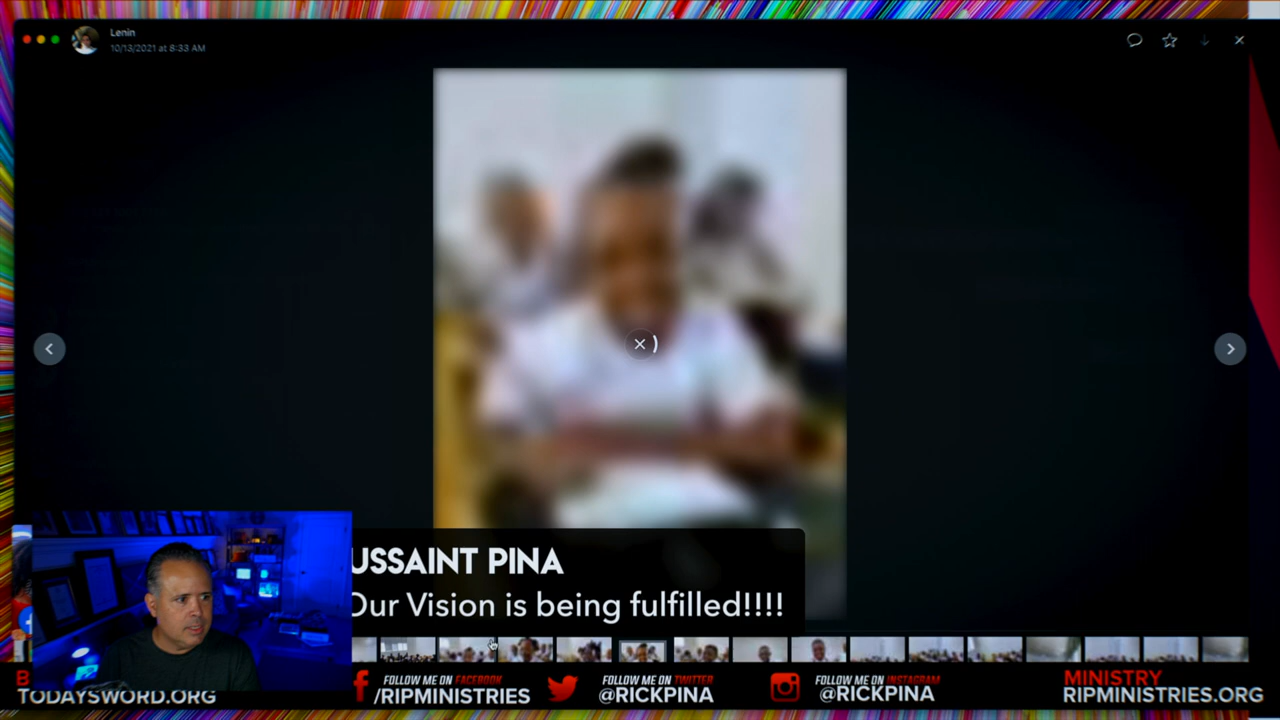 Lenin
10/13/2021 at 8:33 AM
USSAINT PINA
Our Vision is being fulfilled!!!!
B
TODAYSWORD.ORG
FOLLOW ME ON FACEBOOK
/RIPMINISTRIES
FOLLOW ME ON TWITTER
@RICKPINA
FOLLOW ME ON INSTAGRAM
@RICKPINA
MINISTRY
RIPMINISTRIES.ORG